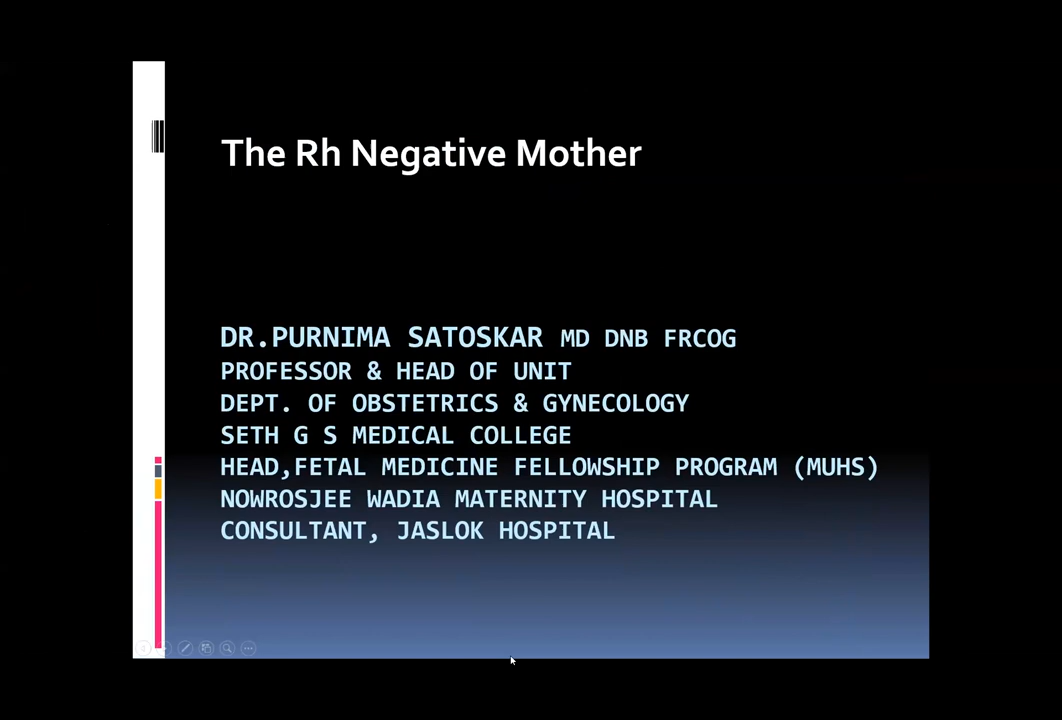 The Rh Negative Mother
DR.PURNIMA SATOSKAR MD DNB FRCOG
PROFESSOR & HEAD OF UNIT
DEPT. OF OBSTETRICS & GYNECOLOGY
SETH G S MEDICAL COLLEGE
HEAD,FETAL MEDICINE FELLOWSHIP PROGRAM (MUHS)
NOWROSJEE WADIA MATERNITY HOSPITAL
CONSULTANT, JASLOK HOSPITAL